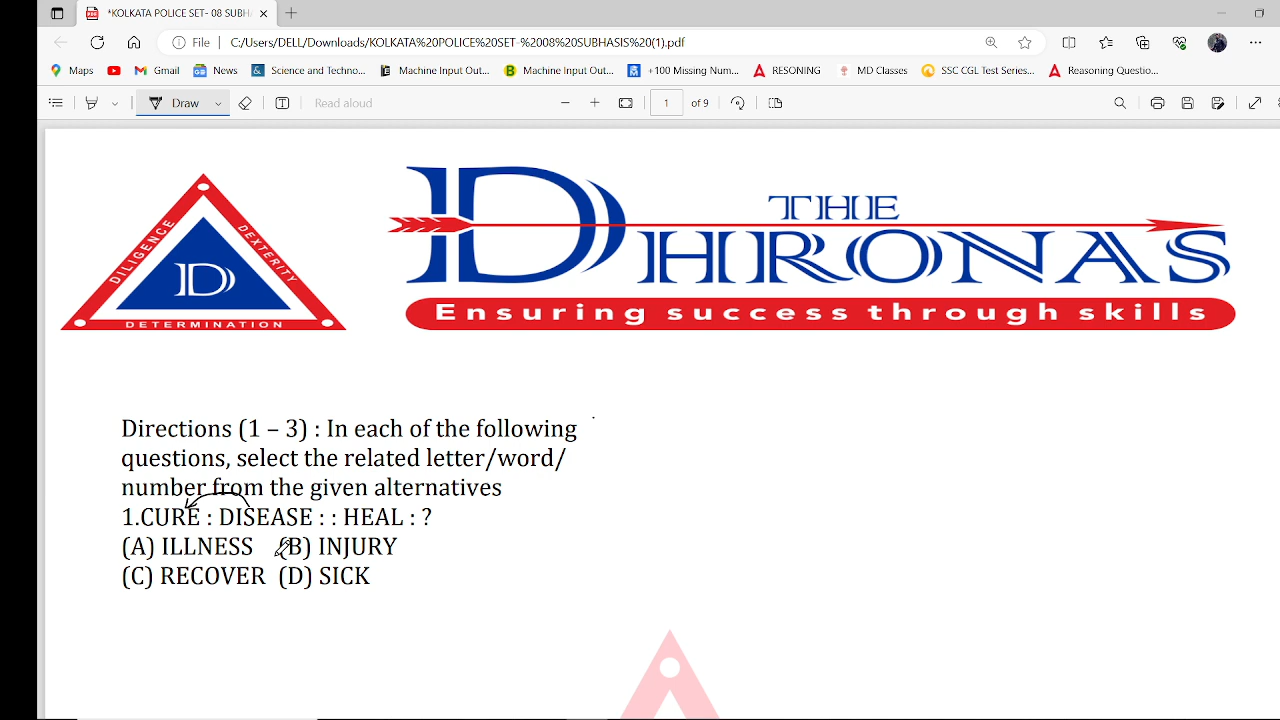 *KOLKATA POLICE SET- 08 SUBH
File C:/Users/DELL/Downloads/KOLKATA%20POLICE%20SET-%2008%20SUBHASIS%20(1).pdf
Maps Gmail News Science and Techno... Machine Input Out... Machine Input Out... +100 Missing Num... RESONING MD Classes SSC CGL Test Series... Reasoning Questio...
Draw Read aloud 1 of 9
DILIGENCE
DEXTERITY
D
DETERMINATION
THE
DHRONAS
Ensuring success through skills
Directions (1 – 3) : In each of the following
questions, select the related letter/word/
number from the given alternatives
1.CURE : DISEASE : : HEAL : ?
(A) ILLNESS (B) INJURY
(C) RECOVER (D) SICK